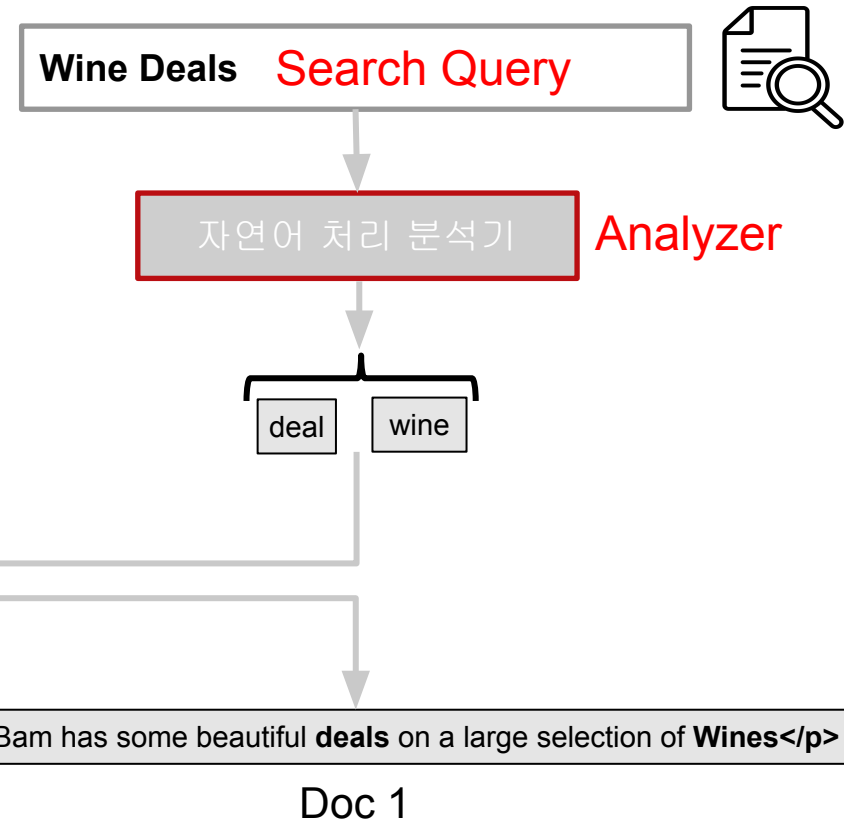 Wine Deals Search Query
자연어 처리 분석기 Analyzer
deal wine
Bam has some beautiful deals on a large selection of Wines</p>
Doc 1